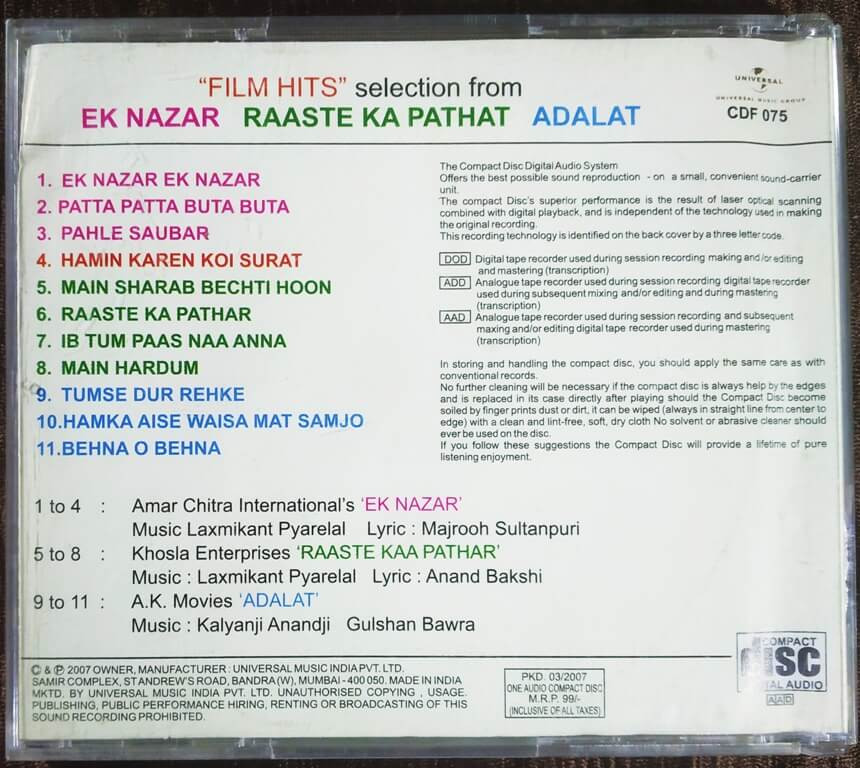 "FILM HITS" selection from
EK NAZAR RAASTE KA PATHAT ADALAT
UNIVERSAL
UNIVERSAL MUSIC GROUP
CDF 075
1. EK NAZAR EK NAZAR
2. PATTA PATTA BUTA BUTA
3. PAHLE SAUBAR
4. HAMIN KAREN KOI SURAT
5. MAIN SHARAB BECHTI HOON
6. RAASTE KA PATHAR
7. IB TUM PAAS NAA ANNA
8. MAIN HARDUM
9. TUMSE DUR REHKE
10.HAMKA AISE WAISA MAT SAMJO
11.BEHNA O BEHNA
The Compact Disc Digital Audio System
Offers the best possible sound reproduction - on a small, convenient sound-carrier
unit.
The compact Disc's superior performance is the result of laser optical scanning
combined with digital playback, and is independent of the technology used in making
the original recording.
This recording technology is identified on the back cover by a three letter code.
DOD Digital tape recorder used during session recording making and/or editing
and mastering (transcription)
ADD Analogue tape recorder used during session recording digital tape recorder
used during subsequent mixing and/or editing and during mastering
(transcription)
AAD Analogue tape recorder used during session recording and subsequent
maxing and/or editing digital tape recorder used during mastering
(transcription)
In storing and handling the compact disc, you should apply the same care as with
conventional records.
No further cleaning will be necessary if the compact disc is always help by the edges
and is replaced in its case directly after playing should the Compact Disc become
soiled by finger prints dust or dirt, it can be wiped (always in straight line from center to
edge) with a clean and lint-free, soft, dry cloth No solvent or abrasive cleaner should
ever be used on the disc.
If you follow these suggestions the Compact Disc will provide a lifetime of pure
listening enjoyment.
1 to 4 : Amar Chitra International's 'EK NAZAR'
Music Laxmikant Pyarelal Lyric : Majrooh Sultanpuri
5 to 8 : Khosla Enterprises 'RAASTE KAA PATHAR'
Music : Laxmikant Pyarelal Lyric : Anand Bakshi
9 to 11 : A.K. Movies 'ADALAT'
Music : Kalyanji Anandji Gulshan Bawra
© & ℗ 2007 OWNER, MANUFACTURER : UNIVERSAL MUSIC INDIA PVT. LTD.
SAMIR COMPLEX, ST ANDREW'S ROAD, BANDRA (W), MUMBAI - 400 050. MADE IN INDIA
MKTD. BY UNIVERSAL MUSIC INDIA PVT. LTD. UNAUTHORISED COPYING , USAGE.
PUBLISHING, PUBLIC PERFORMANCE HIRING, RENTING OR BROADCASTING OF THIS
SOUND RECORDING PROHIBITED.
PKD. 03/2007
ONE AUDIO COMPACT DISC
M.R.P. 99/-
(INCLUSIVE OF ALL TAXES)
COMPACT
disc
AUDIO
AAD